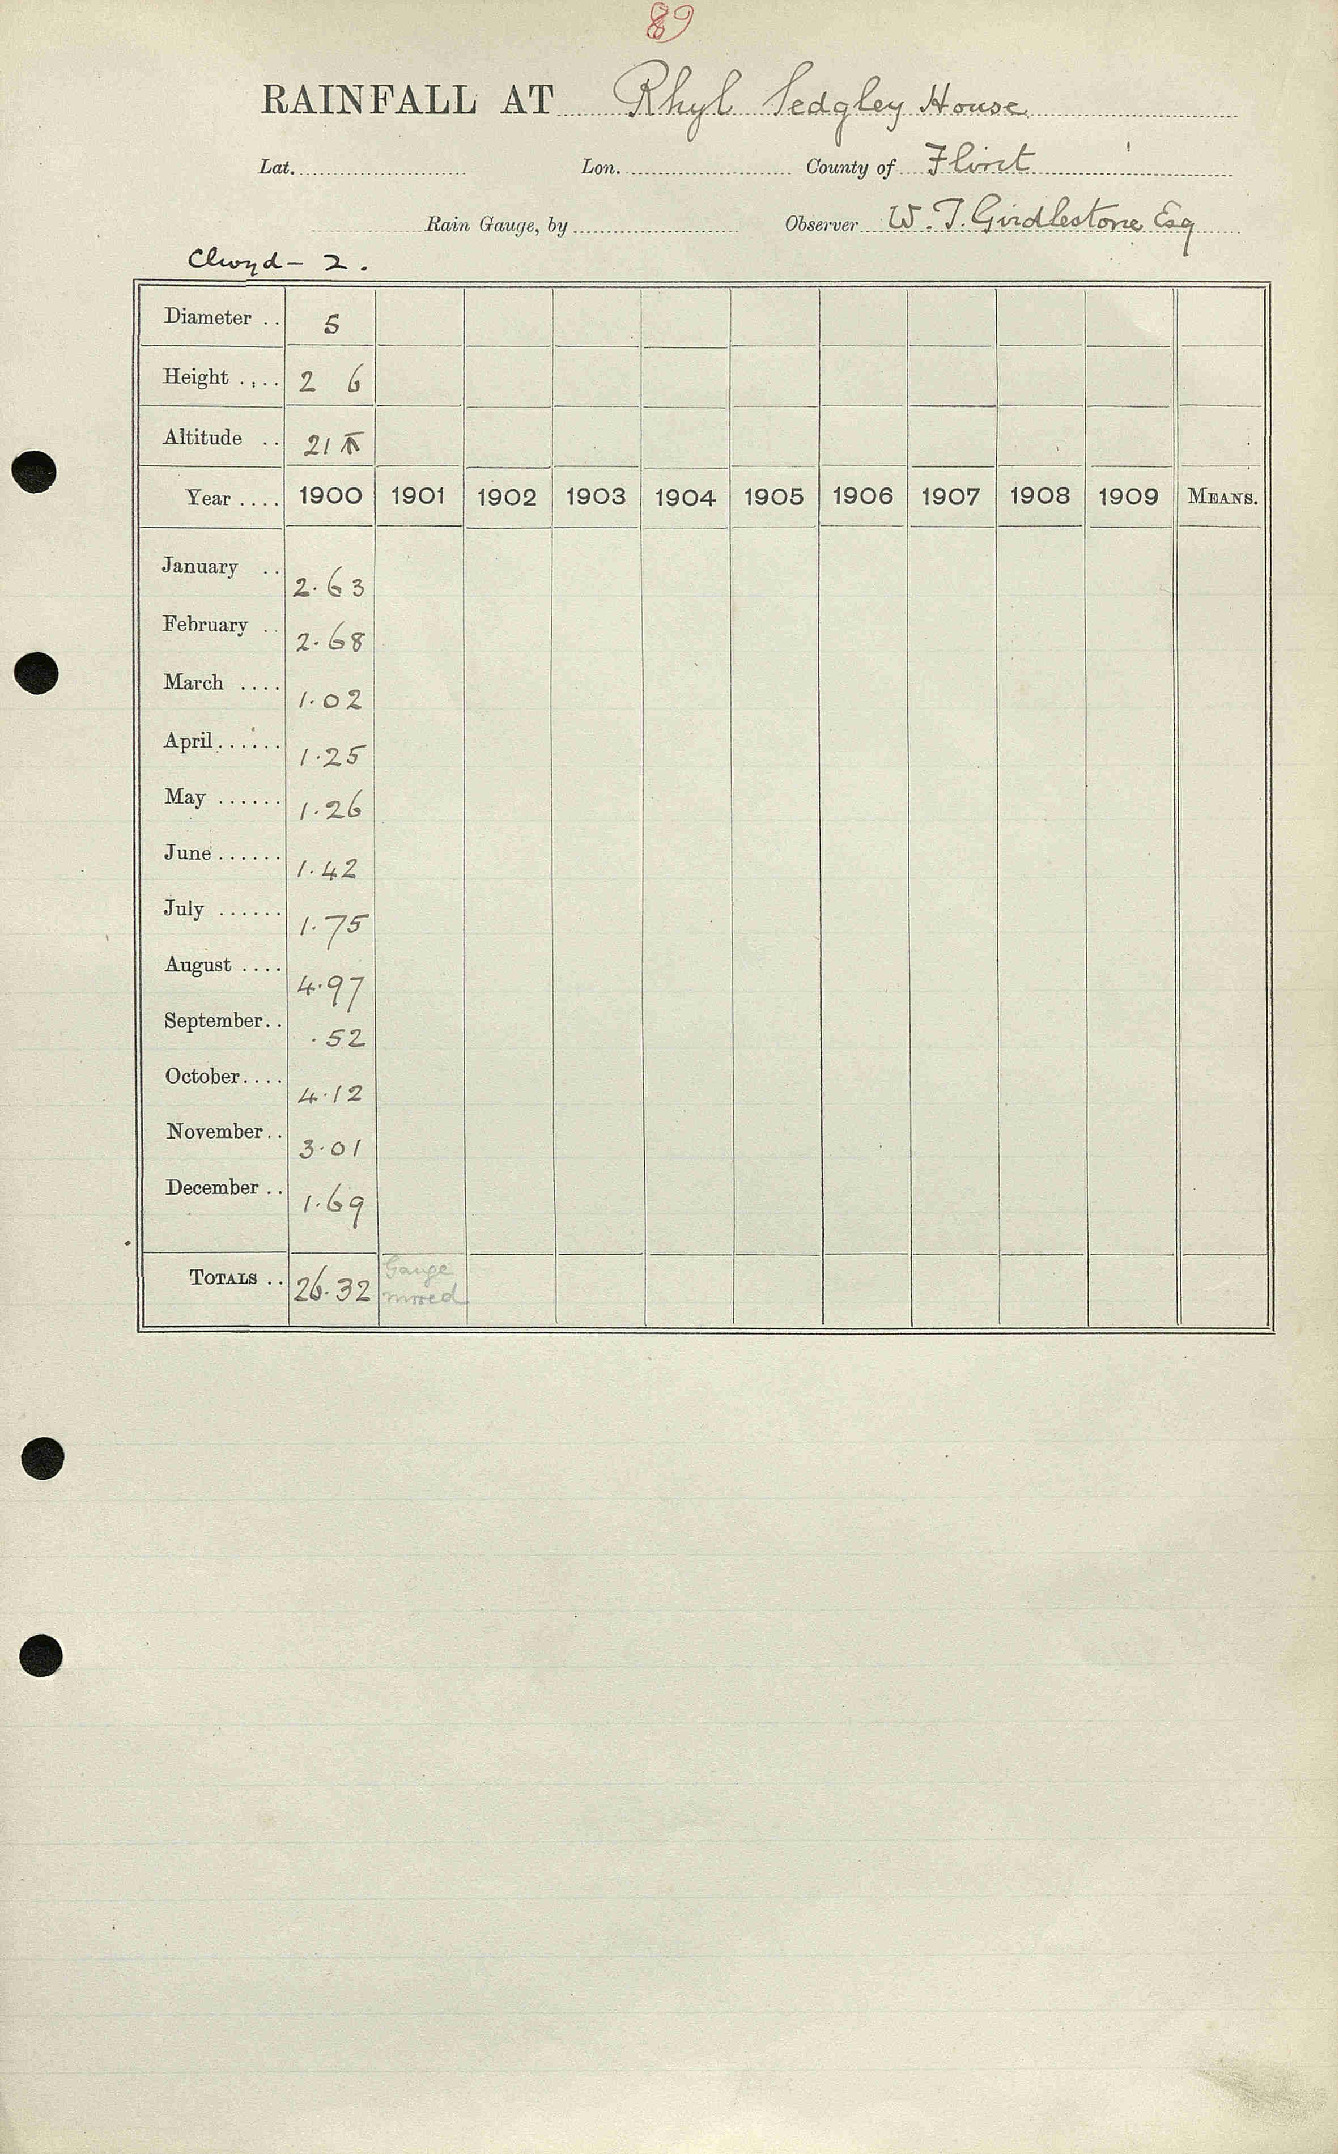 89
RAINFALL AT Rhyl Sedgley House
Lat. Lon. County of Flint
Rain Gauge, by Observer W. T. Girdlestone Esq
Clwyd - 2.
Diameter .. 5
Height .... 2 6
Altitude .. 21
Year .... 1900 1901 1902 1903 1904 1905 1906 1907 1908 1909 MEANS.
January .. 2.63
February .. 2.68
March .... 1.02
April...... 1.25
May ...... 1.26
June...... 1.42
July ...... 1.75
August .... 4.97
September.. .52
October.... 4.12
November.. 3.01
December .. 1.69
TOTALS .. 26.32 Gauge